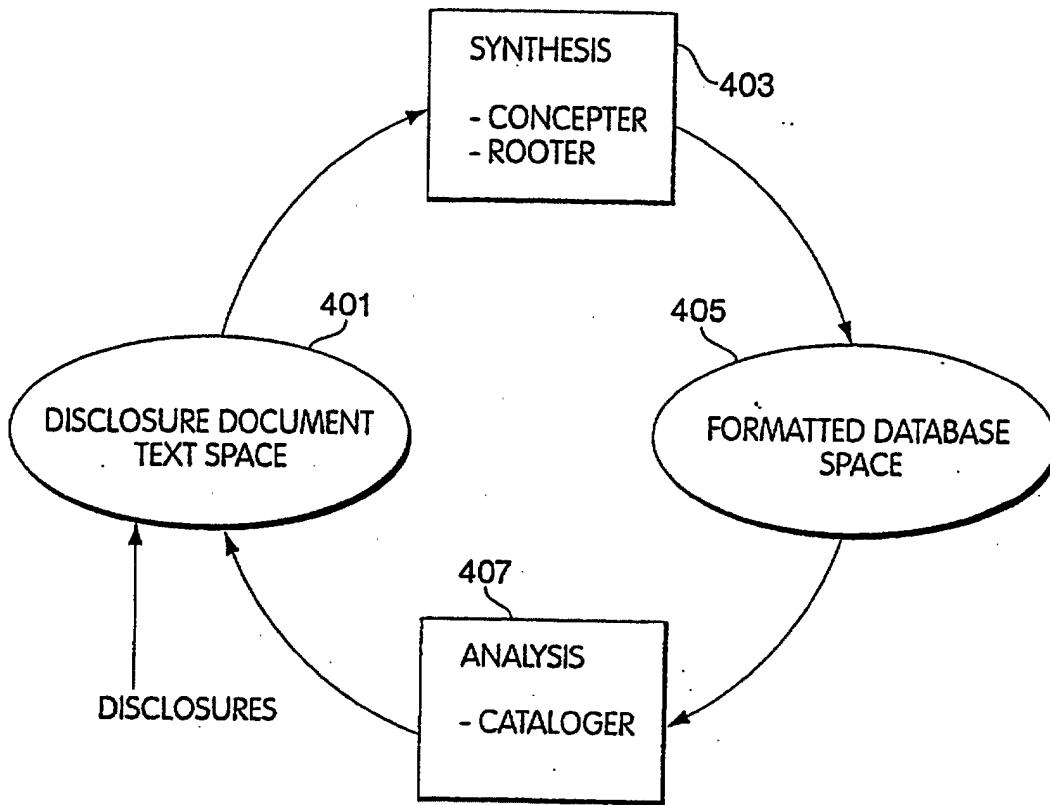 SYNTHESIS
- CONCEPTER
- ROOTER
403
401
DISCLOSURE DOCUMENT
TEXT SPACE
405
FORMATTED DATABASE
SPACE
407
ANALYSIS
- CATALOGER
DISCLOSURES